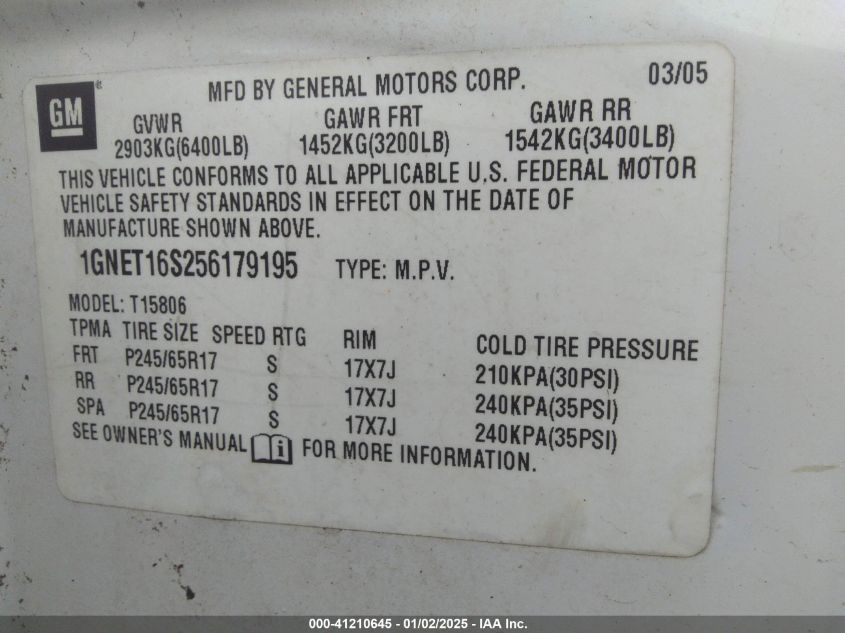 GM®
MFD BY GENERAL MOTORS CORP. 03/05
GVWR GAWR FRT GAWR RR
2903KG(6400LB) 1452KG(3200LB) 1542KG(3400LB)
THIS VEHICLE CONFORMS TO ALL APPLICABLE U.S. FEDERAL MOTOR
VEHICLE SAFETY STANDARDS IN EFFECT ON THE DATE OF
MANUFACTURE SHOWN ABOVE.
1GNET16S256179195 TYPE: M.P.V.
MODEL: T15806
TPMA TIRE SIZE SPEED RTG RIM COLD TIRE PRESSURE
FRT P245/65R17 S 17X7J 210KPA(30PSI)
RR P245/65R17 S 17X7J 240KPA(35PSI)
SPA P245/65R17 S 17X7J 240KPA(35PSI)
SEE OWNER'S MANUAL i FOR MORE INFORMATION.
000-41210645 - 01/02/2025 - IAA Inc.